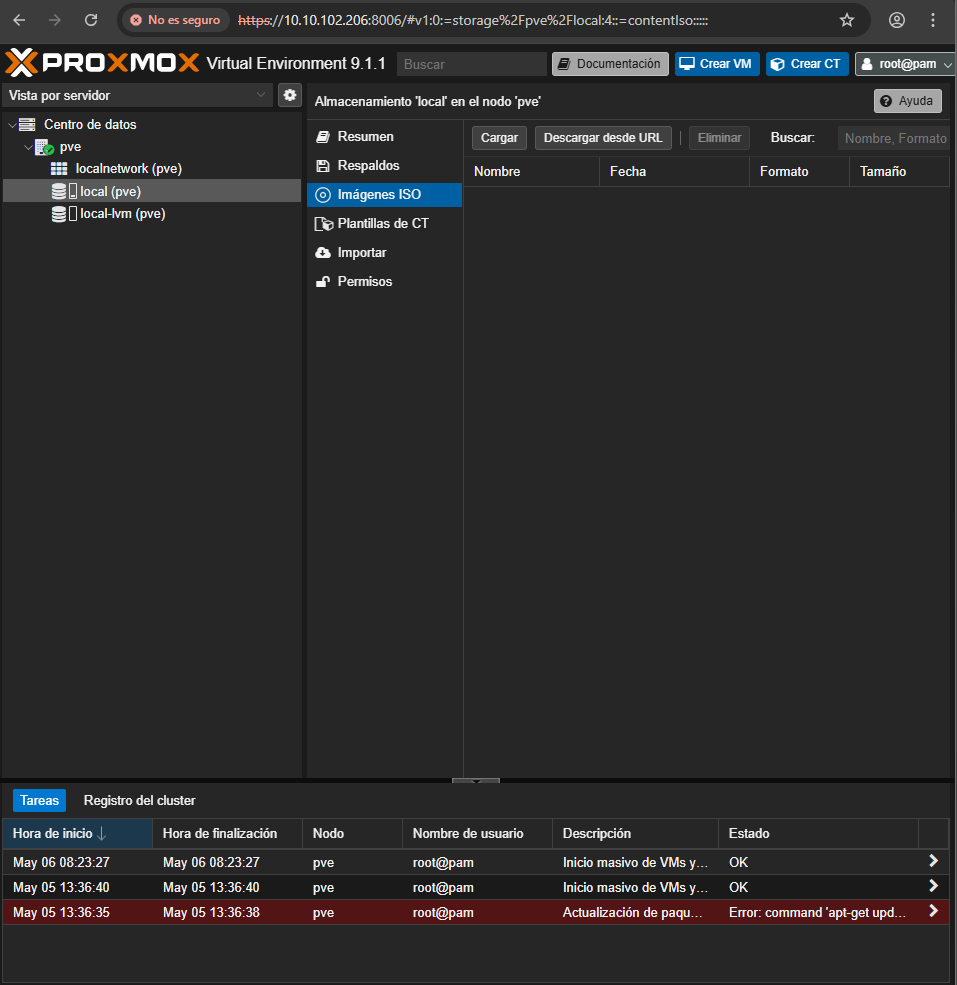 No es seguro https://10.10.102.206:8006/#v1:0:=storage%2Fpve%2Flocal:4::=contentIso:::::
PROXMOX Virtual Environment 9.1.1 Buscar Documentación Crear VM Crear CT root@pam
Vista por servidor
Centro de datos
pve
localnetwork (pve)
local (pve)
local-lvm (pve)
Almacenamiento 'local' en el nodo 'pve' Ayuda
Resumen
Respaldos
Imágenes ISO
Plantillas de CT
Importar
Permisos
Cargar Descargar desde URL Eliminar Buscar: Nombre, Formato
Nombre Fecha Formato Tamaño
Tareas Registro del cluster
Hora de inicio Hora de finalización Nodo Nombre de usuario Descripción Estado
May 06 08:23:27 May 06 08:23:27 pve root@pam Inicio masivo de VMs y... OK
May 05 13:36:40 May 05 13:36:40 pve root@pam Inicio masivo de VMs y... OK
May 05 13:36:35 May 05 13:36:38 pve root@pam Actualización de paqu... Error: command 'apt-get upd...